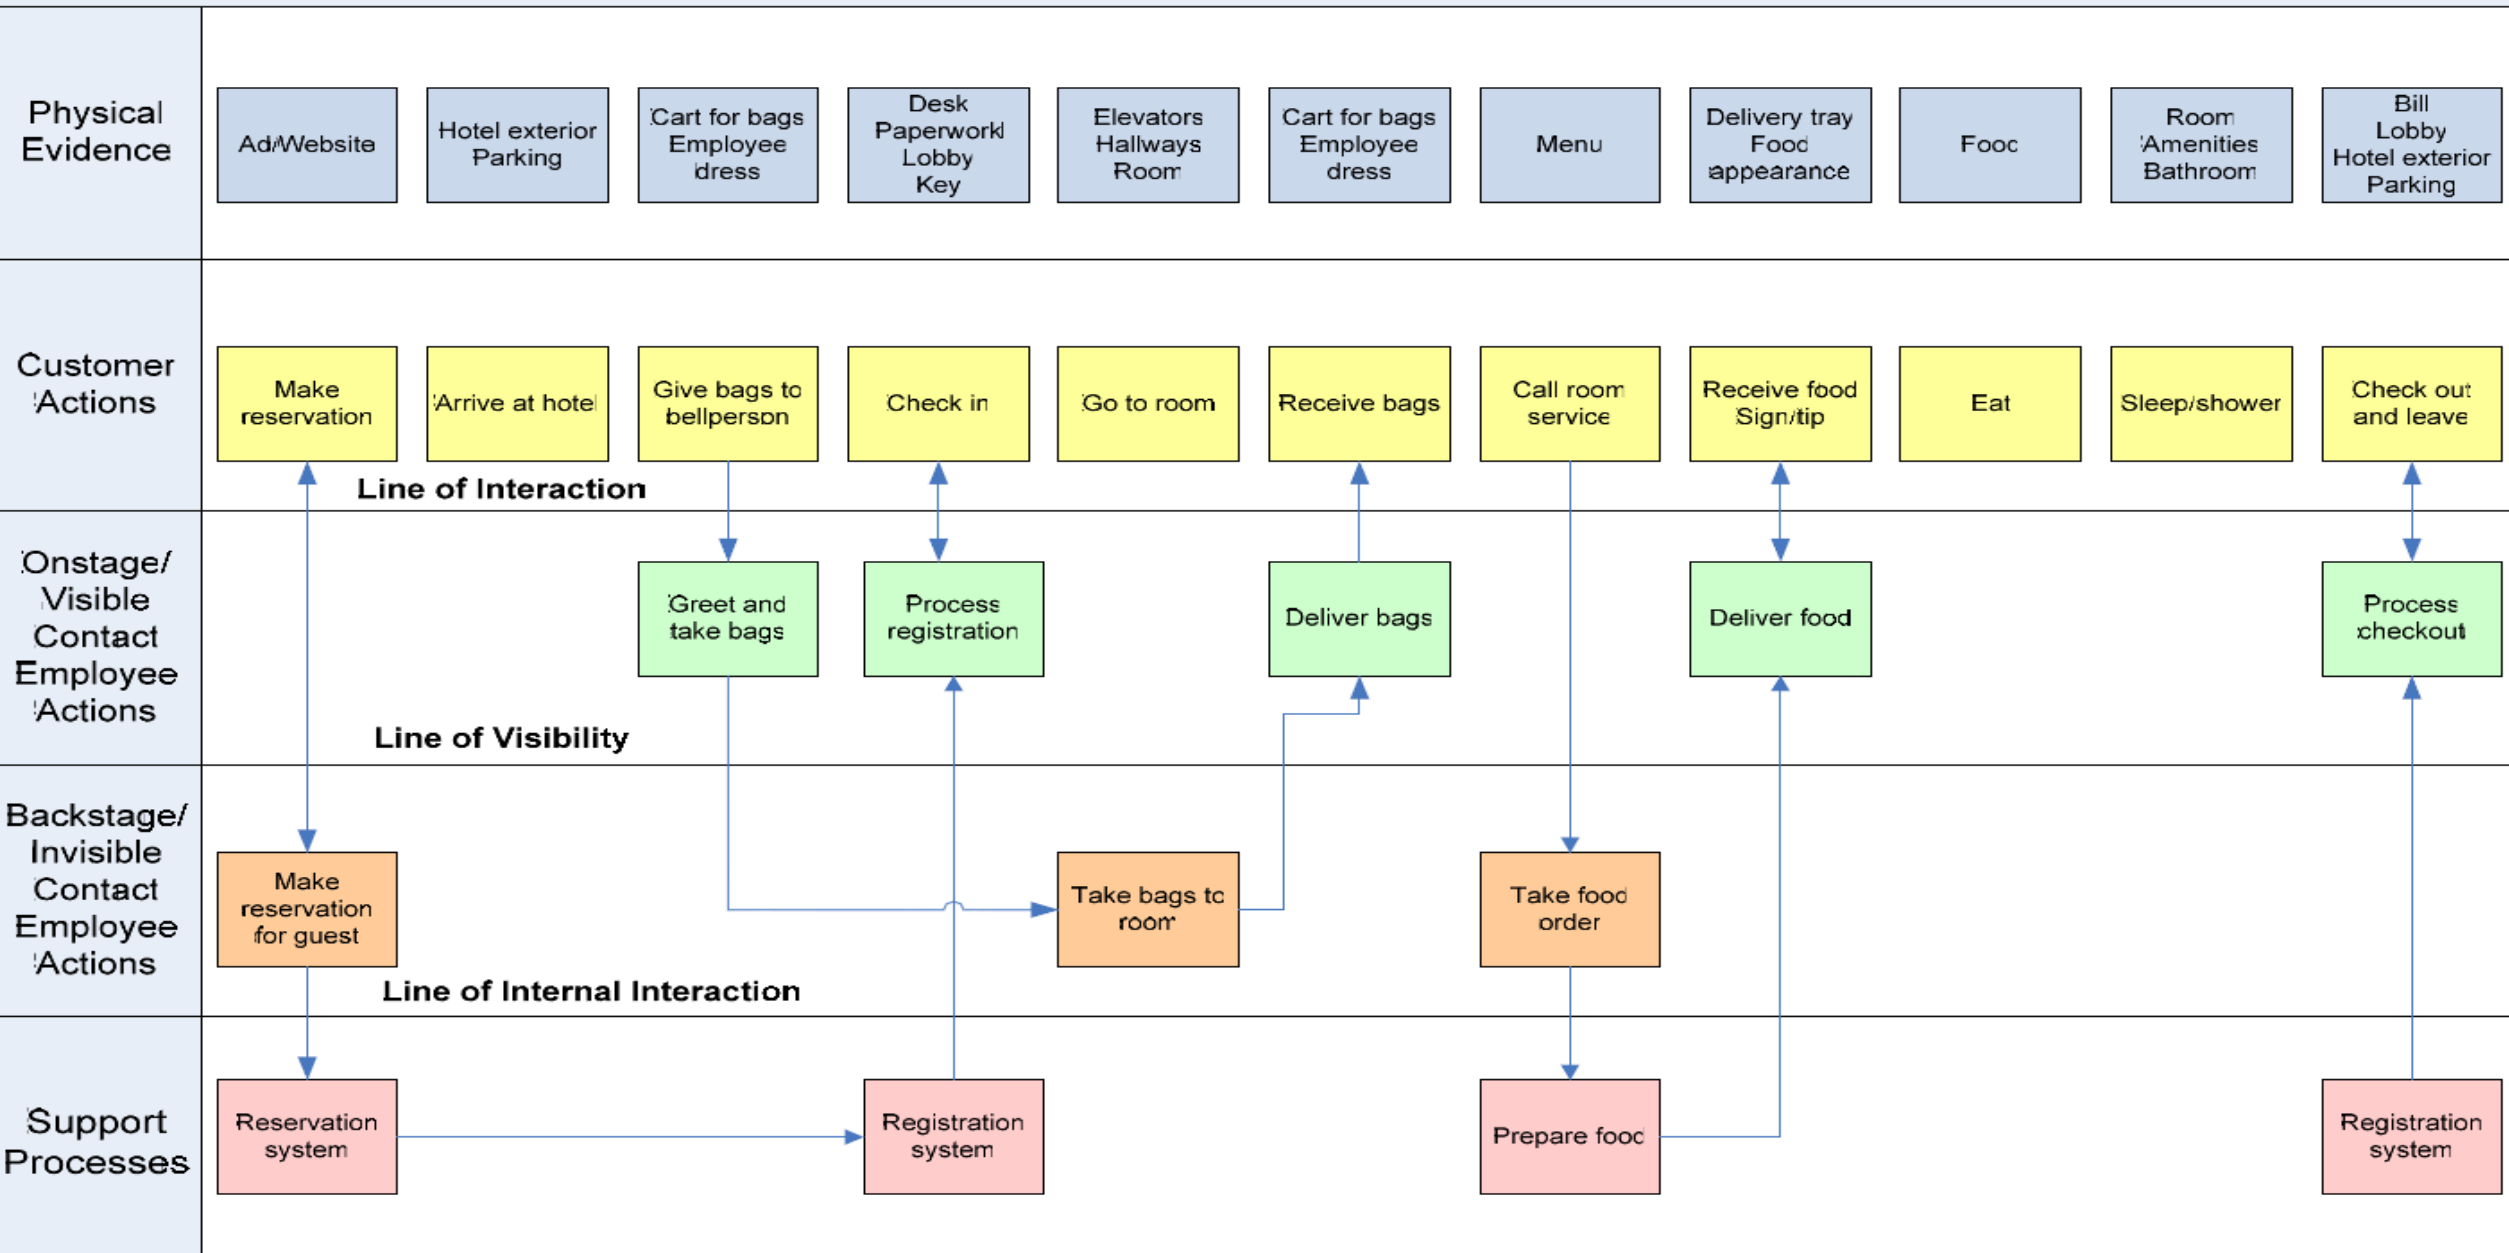 Physical
Evidence
Ad/Website
Hotel exterior
Parking
Cart for bags
Employee
dress
Desk
Paperwork
Lobby
Key
Elevators
Hallways
Room
Cart for bags
Employee
dress
Menu
Delivery tray
Food
appearance
Food
Room
Amenities
Bathroom
Bill
Lobby
Hotel exterior
Parking
Customer
Actions
Make
reservation
Arrive at hotel
Give bags to
bellperson
Check in
Go to room
Receive bags
Call room
service
Receive food
Sign/tip
Eat
Sleep/shower
Check out
and leave
Line of Interaction
Onstage/
Visible
Contact
Employee
Actions
Greet and
take bags
Process
registration
Deliver bags
Deliver food
Process
checkout
Line of Visibility
Backstage/
Invisible
Contact
Employee
Actions
Make
reservation
for guest
Take bags to
room
Take food
order
Line of Internal Interaction
Support
Processes
Reservation
system
Registration
system
Prepare food
Registration
system